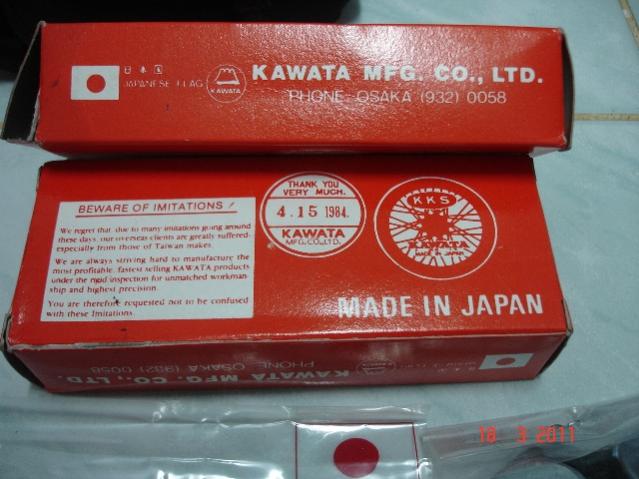 日本国
JAPANESE FLAG
KAWATA
KAWATA MFG. CO., LTD.
PHONE: OSAKA (932) 0058
BEWARE OF IMITATIONS!
We regret that due to many imitations going around
these days, our overseas clients are greatly suffered-
especially from those of Taiwan makes.
We are always striving hard to manufacture the
most profitable, fastest selling KAWATA products
under the rigid inspection for unmatched workman-
ship and highest precision.
You are therefore requested not to be confused
with these Imitations.
THANK YOU
VERY MUCH.
4.15 1984.
KAWATA
MFG.CO.,LTD.
KKS
KAWATA
MADE IN JAPAN
MADE IN JAPAN
KAWATA MFG. CO., LTD.
PHONE: OSAKA (932) 0058
18 3 2011